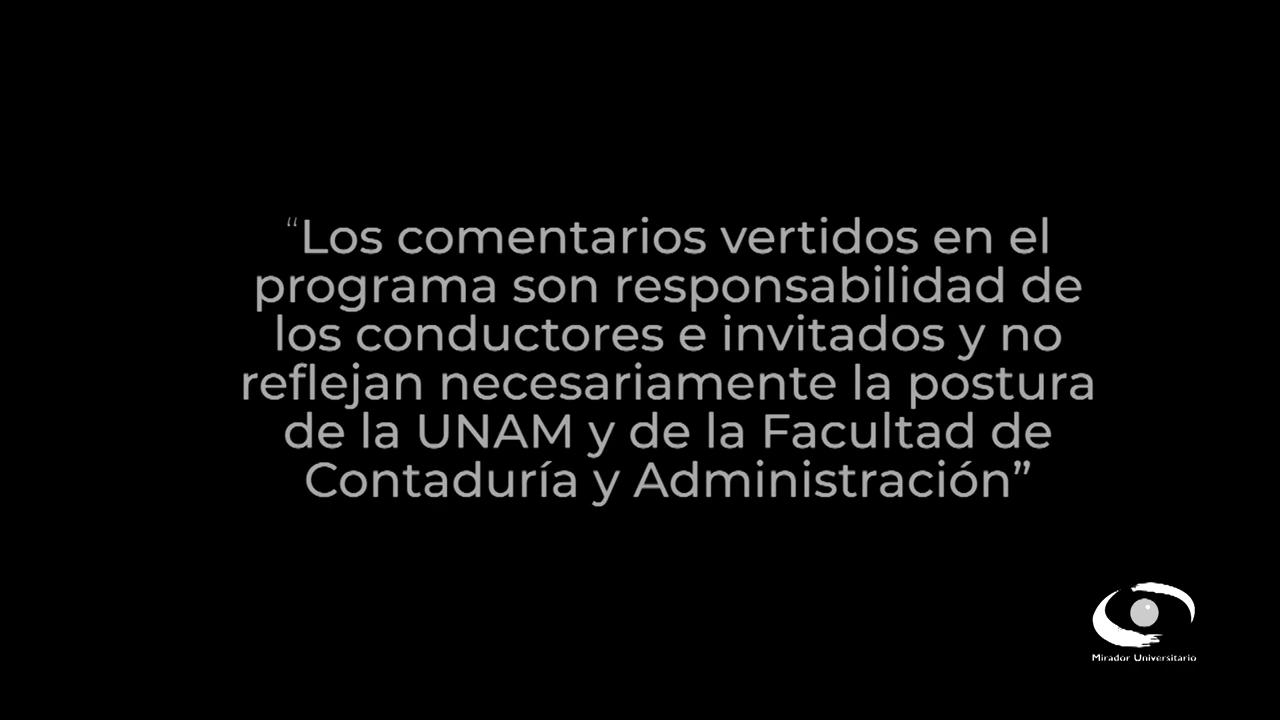 “Los comentarios vertidos en el
programa son responsabilidad de
los conductores e invitados y no
reflejan necesariamente la postura
de la UNAM y de la Facultad de
Contaduría y Administración”
Mirador Universitario